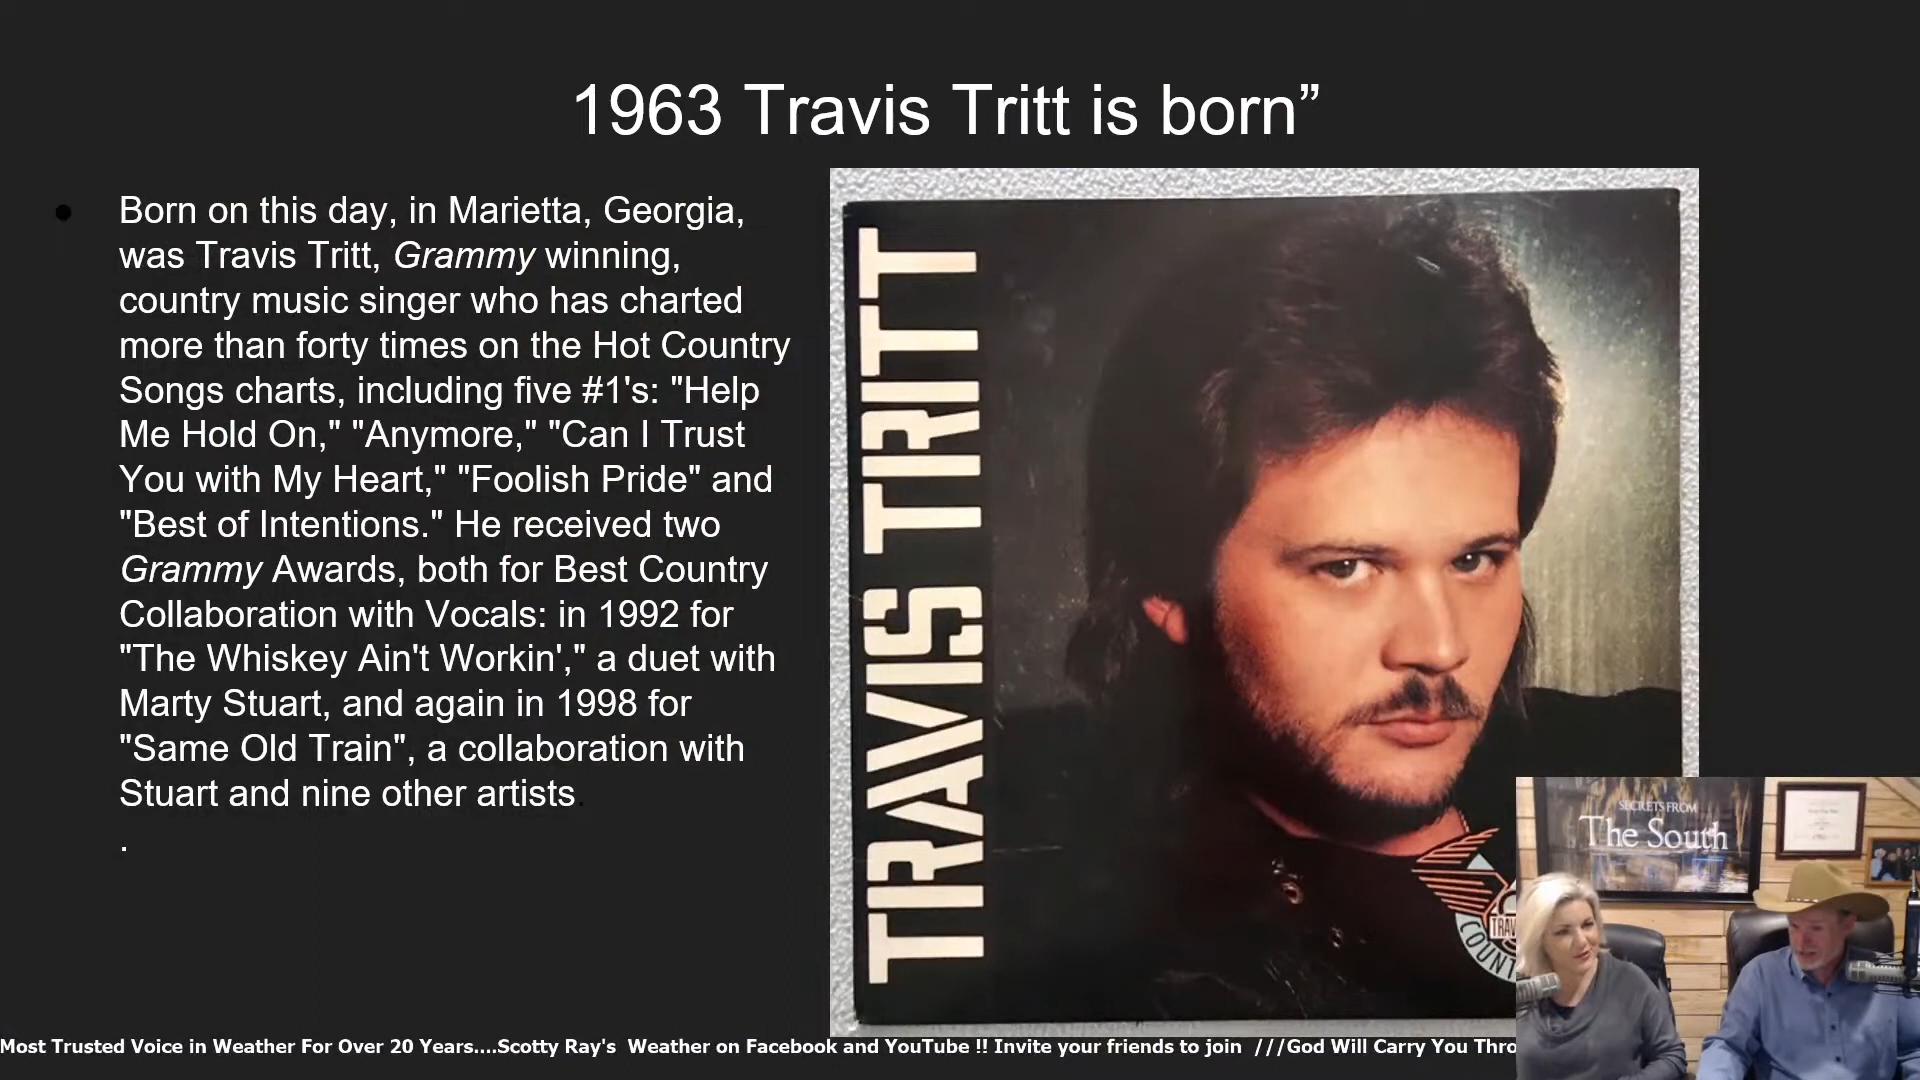 1963 Travis Tritt is born”
Born on this day, in Marietta, Georgia,
was Travis Tritt, Grammy winning,
country music singer who has charted
more than forty times on the Hot Country
Songs charts, including five #1's: "Help
Me Hold On," "Anymore," "Can I Trust
You with My Heart," "Foolish Pride" and
"Best of Intentions." He received two
Grammy Awards, both for Best Country
Collaboration with Vocals: in 1992 for
"The Whiskey Ain't Workin'," a duet with
Marty Stuart, and again in 1998 for
"Same Old Train", a collaboration with
Stuart and nine other artists.
.
TRAVIS TRITT
TRAV
COUN
SECRETS FROM
The South
Most Trusted Voice in Weather For Over 20 Years....Scotty Ray's  Weather on Facebook and YouTube !! Invite your friends to join  ///God Will Carry You Thro